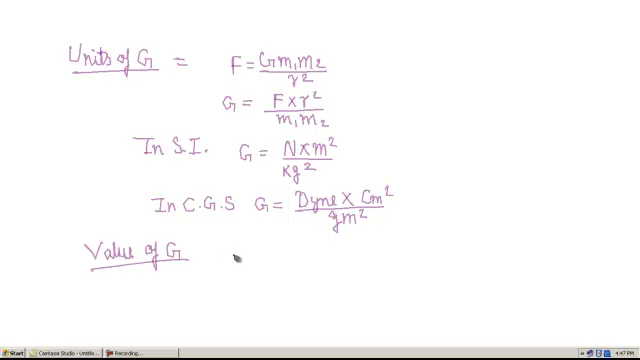 Units of G = F = Gm₁m₂/r²
G = F×r²/m₁m₂
In S.I. G = N×m²/Kg²
In C.G.S G = Dyne × Cm²/gm²
Value of G
Start Camtasia Studio - Untitle... Recording... 4:47 PM